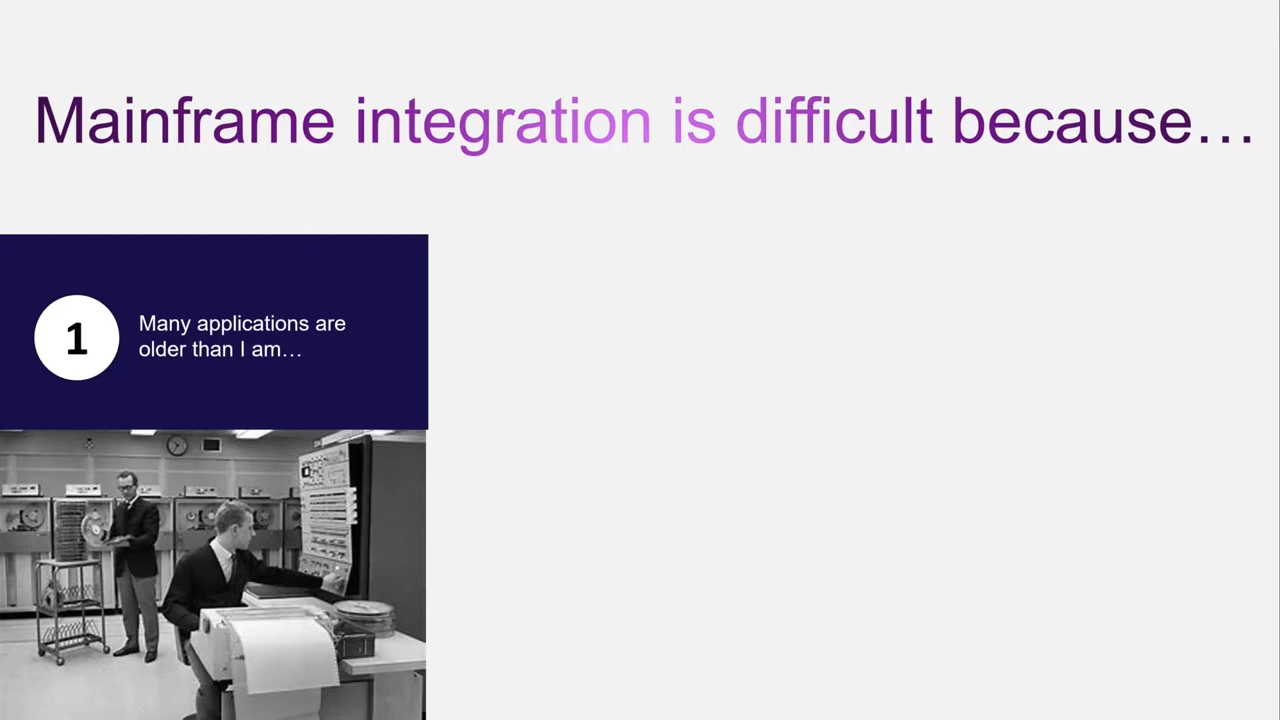 Mainframe integration is difficult because…
1
Many applications are
older than I am…